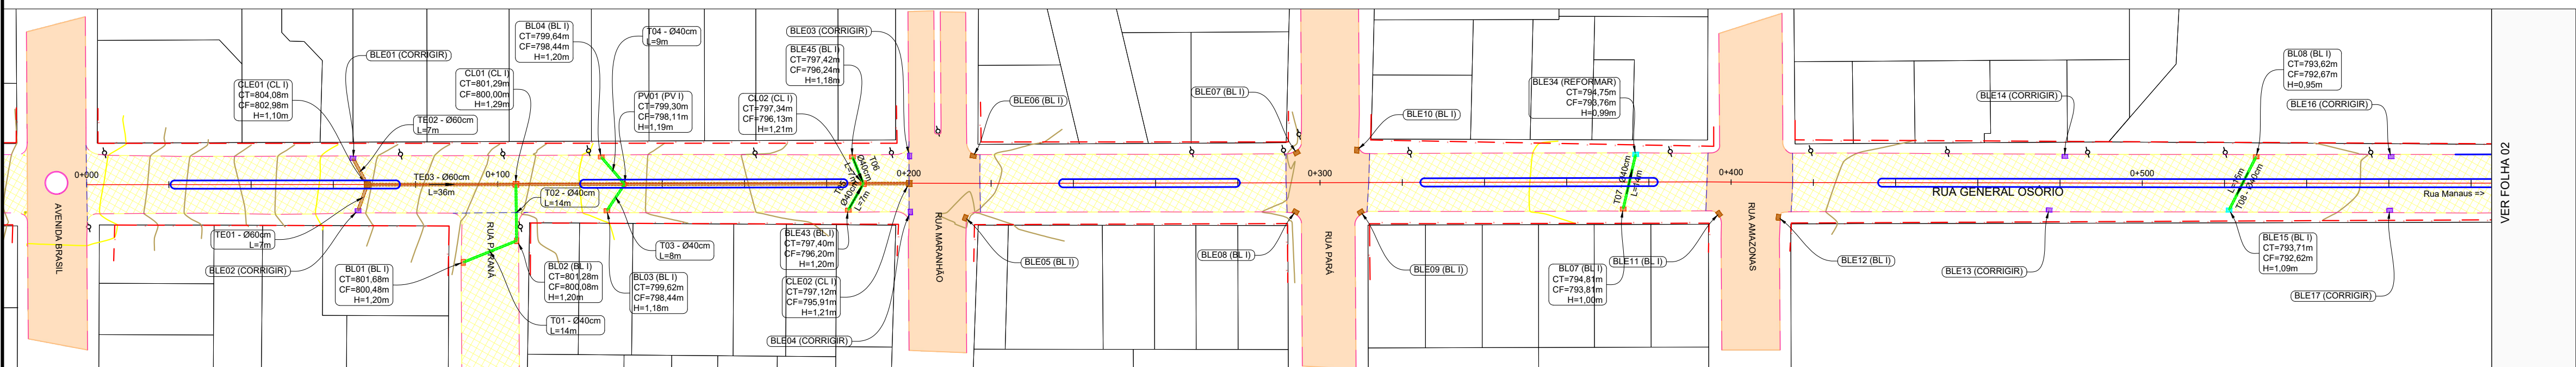 BLE01 (CORRIGIR)
CLE01 (CL I)
CT=804,08m
CF=802,98m
H=1,10m
TE02 - Ø60cm
L=7m
CL01 (CL I)
CT=801,29m
CF=800,00m
H=1,29m
BL04 (BL I)
CT=799,64m
CF=798,44m
H=1,20m
T04 - Ø40cm
L=9m
PV01 (PV I)
CT=799,30m
CF=798,11m
H=1,19m
BLE03 (CORRIGIR)
BLE45 (BL I)
CT=797,42m
CF=796,24m
H=1,18m
CL02 (CL I)
CT=797,34m
CF=796,13m
H=1,21m
BLE06 (BL I)
BLE07 (BL I)
BLE10 (BL I)
BLE34 (REFORMAR)
CT=794,75m
CF=793,76m
H=0,99m
BLE14 (CORRIGIR)
BL08 (BL I)
CT=793,62m
CF=792,67m
H=0,95m
BLE16 (CORRIGIR)
0+000
TE03 - Ø60cm
L=36m
0+100
0+200
0+300
0+400
0+500
T02 - Ø40cm
L=14m
T06
Ø40cm
L=7m
Ø40cm
L=7m
T07 - Ø40cm
L=14m
L=15m
T08 - Ø40cm
RUA GENERAL OSÓRIO
Rua Manaus =>
VER FOLHA 02
AVENIDA BRASIL
RUA PARANÁ
RUA MARANHÃO
RUA PARÁ
RUA AMAZONAS
TE01 - Ø60cm
L=7m
BLE02 (CORRIGIR)
BL01 (BL I)
CT=801,68m
CF=800,48m
H=1,20m
BL02 (BL I)
CT=801,28m
CF=800,08m
H=1,20m
T01 - Ø40cm
L=14m
T03 - Ø40cm
L=8m
BL03 (BL I)
CT=799,62m
CF=798,44m
H=1,18m
BLE43 (BL I)
CT=797,40m
CF=796,20m
H=1,20m
CLE02 (CL I)
CT=797,12m
CF=795,91m
H=1,21m
BLE04 (CORRIGIR)
BLE05 (BL I)
BLE08 (BL I)
BLE09 (BL I)
BL07 (BL I)
CT=794,81m
CF=793,81m
H=1,00m
BLE11 (BL I)
BLE12 (BL I)
BLE13 (CORRIGIR)
BLE15 (BL I)
CT=793,71m
CF=792,62m
H=1,09m
BLE17 (CORRIGIR)